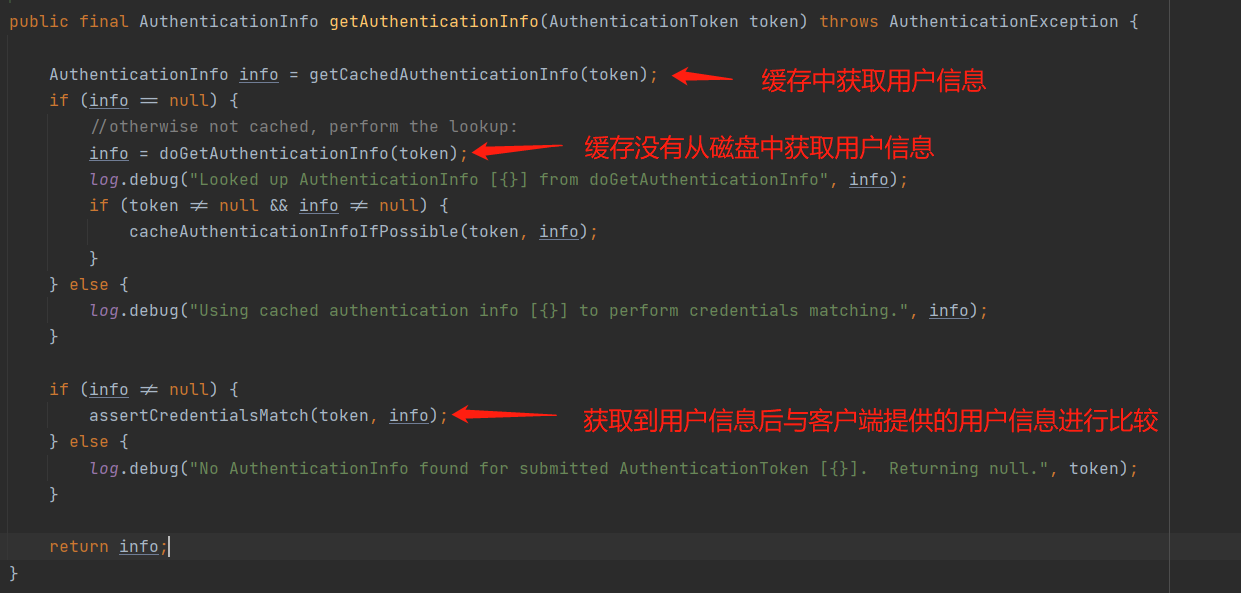 public final AuthenticationInfo getAuthenticationInfo(AuthenticationToken token) throws AuthenticationException {
AuthenticationInfo info = getCachedAuthenticationInfo(token); 缓存中获取用户信息
if (info == null) {
//otherwise not cached, perform the lookup:
info = doGetAuthenticationInfo(token); 缓存没有从磁盘中获取用户信息
log.debug("Looked up AuthenticationInfo [{}] from doGetAuthenticationInfo", info);
if (token != null && info != null) {
cacheAuthenticationInfoIfPossible(token, info);
}
} else {
log.debug("Using cached authentication info [{}] to perform credentials matching.", info);
}
if (info != null) {
assertCredentialsMatch(token, info); 获取到用户信息后与客户端提供的用户信息进行比较
} else {
log.debug("No AuthenticationInfo found for submitted AuthenticationToken [{}].  Returning null.", token);
}
return info;
}